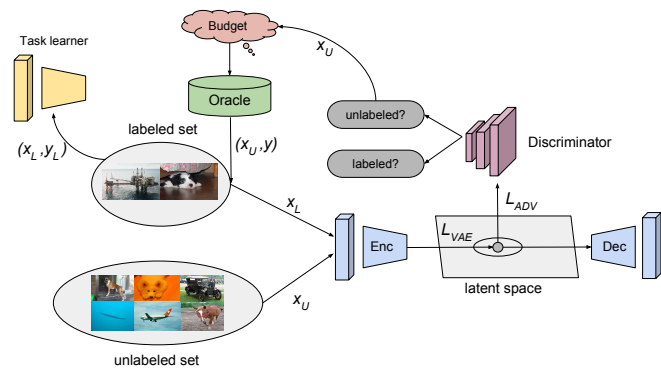 Budget
Task learner
x_U
Oracle
unlabeled?
labeled set
(x_L, y_L)
(x_U, y)
Discriminator
labeled?
x_L
L_ADV
L_VAE
Enc
Dec
latent space
x_U
unlabeled set